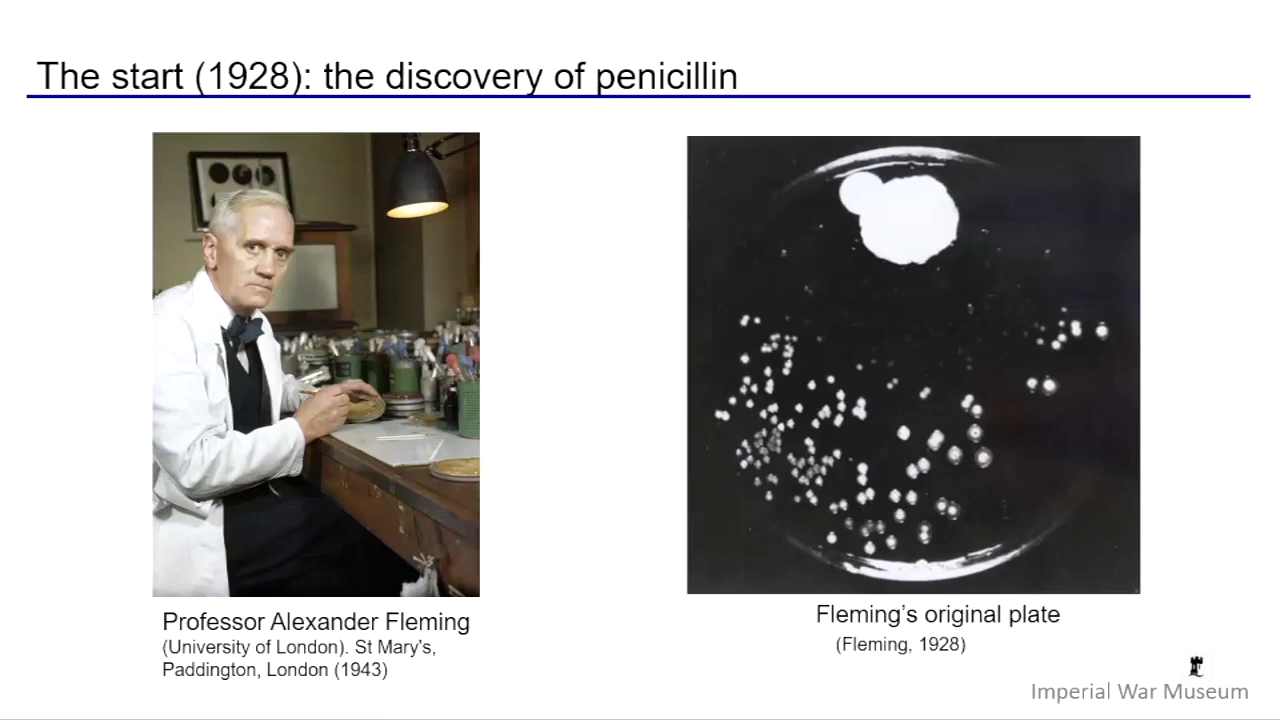 The start (1928): the discovery of penicillin
Professor Alexander Fleming
(University of London). St Mary's,
Paddington, London (1943)
Fleming’s original plate
(Fleming, 1928)
Imperial War Museum